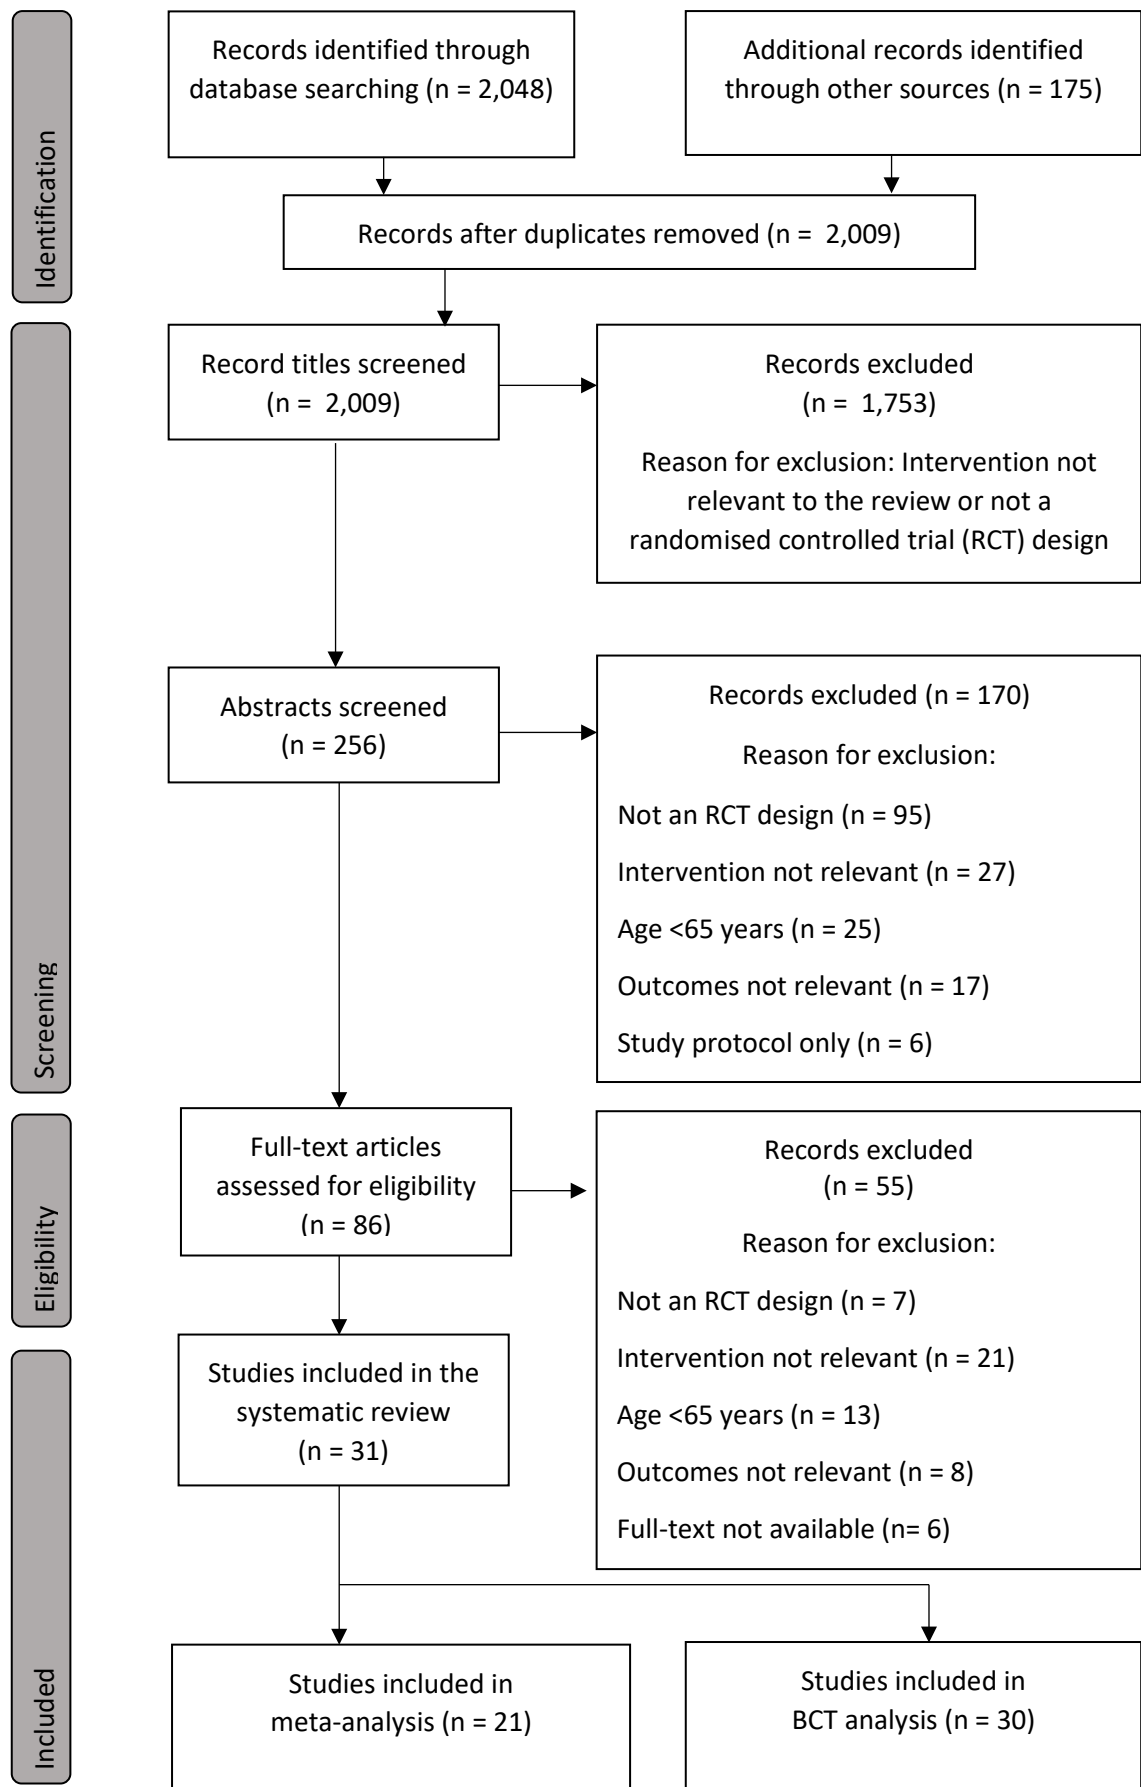 Identification
Records identified through
database searching (n = 2,048)
Additional records identified
through other sources (n = 175)
Records after duplicates removed (n = 2,009)
Screening
Record titles screened
(n = 2,009)
Records excluded
(n = 1,753)
Reason for exclusion: Intervention not
relevant to the review or not a
randomised controlled trial (RCT) design
Abstracts screened
(n = 256)
Records excluded (n = 170)
Reason for exclusion:
Not an RCT design (n = 95)
Intervention not relevant (n = 27)
Age <65 years (n = 25)
Outcomes not relevant (n = 17)
Study protocol only (n = 6)
Eligibility
Full-text articles
assessed for eligibility
(n = 86)
Records excluded
(n = 55)
Reason for exclusion:
Not an RCT design (n = 7)
Intervention not relevant (n = 21)
Age <65 years (n = 13)
Outcomes not relevant (n = 8)
Full-text not available (n= 6)
Included
Studies included in the
systematic review
(n = 31)
Studies included in
meta-analysis (n = 21)
Studies included in
BCT analysis (n = 30)